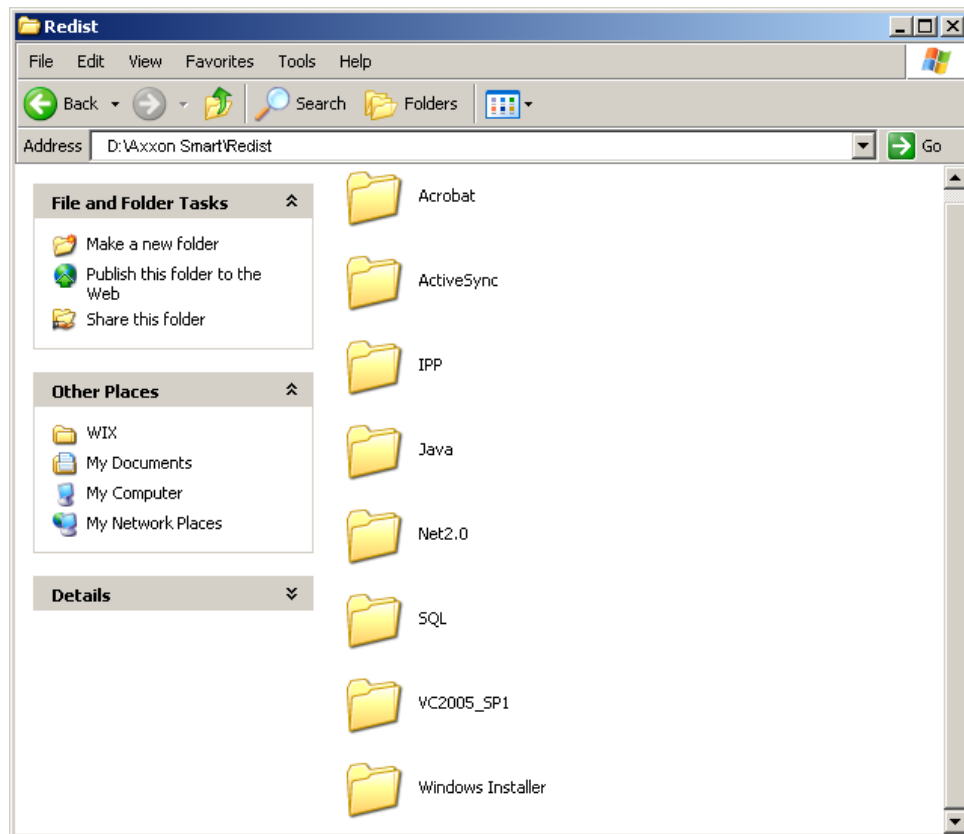 Redist
File Edit View Favorites Tools Help
Back Search Folders
Address D:\Axxon Smart\Redist Go
File and Folder Tasks
Make a new folder
Publish this folder to the
Web
Share this folder
Other Places
WIX
My Documents
My Computer
My Network Places
Details
Acrobat
ActiveSync
IPP
Java
Net2.0
SQL
VC2005_SP1
Windows Installer